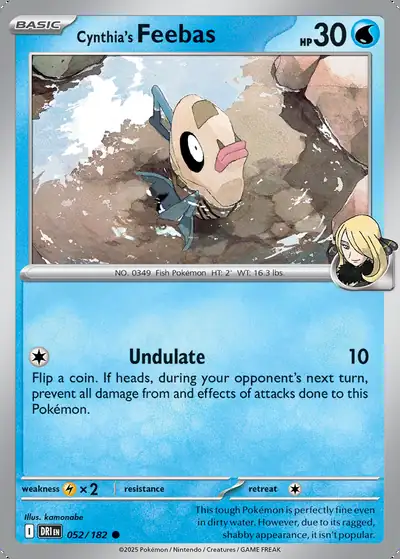 BASIC
Cynthia's Feebas HP 30
NO. 0349 Fish Pokémon HT: 2' WT: 16.3 lbs.
Undulate 10
Flip a coin. If heads, during your opponent's next turn,
prevent all damage from and effects of attacks done to this
Pokémon.
weakness × 2 resistance retreat
Illus. kamonabe
I DRI EN 052/182
This tough Pokémon is perfectly fine even
in dirty water. However, due to its ragged,
shabby appearance, it isn't popular.
©2025 Pokémon / Nintendo / Creatures / GAME FREAK